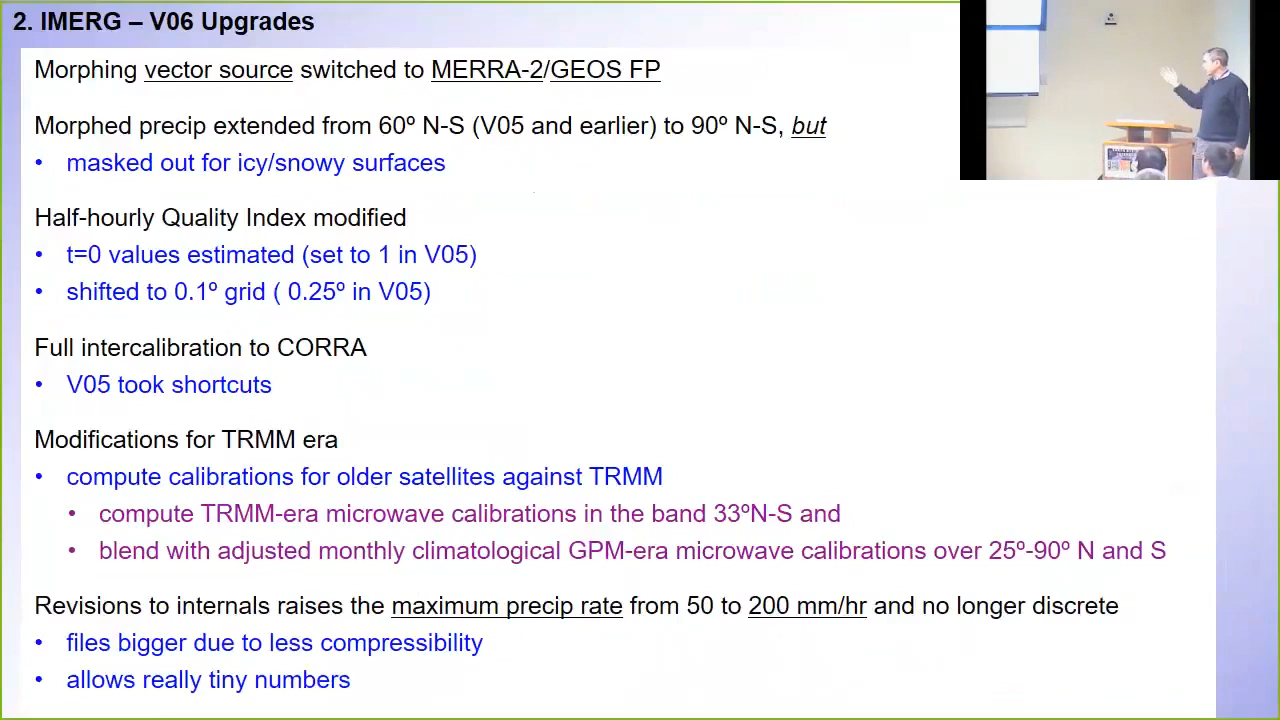 2. IMERG – V06 Upgrades
Morphing vector source switched to MERRA-2/GEOS FP
Morphed precip extended from 60º N-S (V05 and earlier) to 90º N-S, but
• masked out for icy/snowy surfaces
Half-hourly Quality Index modified
• t=0 values estimated (set to 1 in V05)
• shifted to 0.1º grid ( 0.25º in V05)
Full intercalibration to CORRA
• V05 took shortcuts
Modifications for TRMM era
• compute calibrations for older satellites against TRMM
• compute TRMM-era microwave calibrations in the band 33ºN-S and
• blend with adjusted monthly climatological GPM-era microwave calibrations over 25º-90º N and S
Revisions to internals raises the maximum precip rate from 50 to 200 mm/hr and no longer discrete
• files bigger due to less compressibility
• allows really tiny numbers